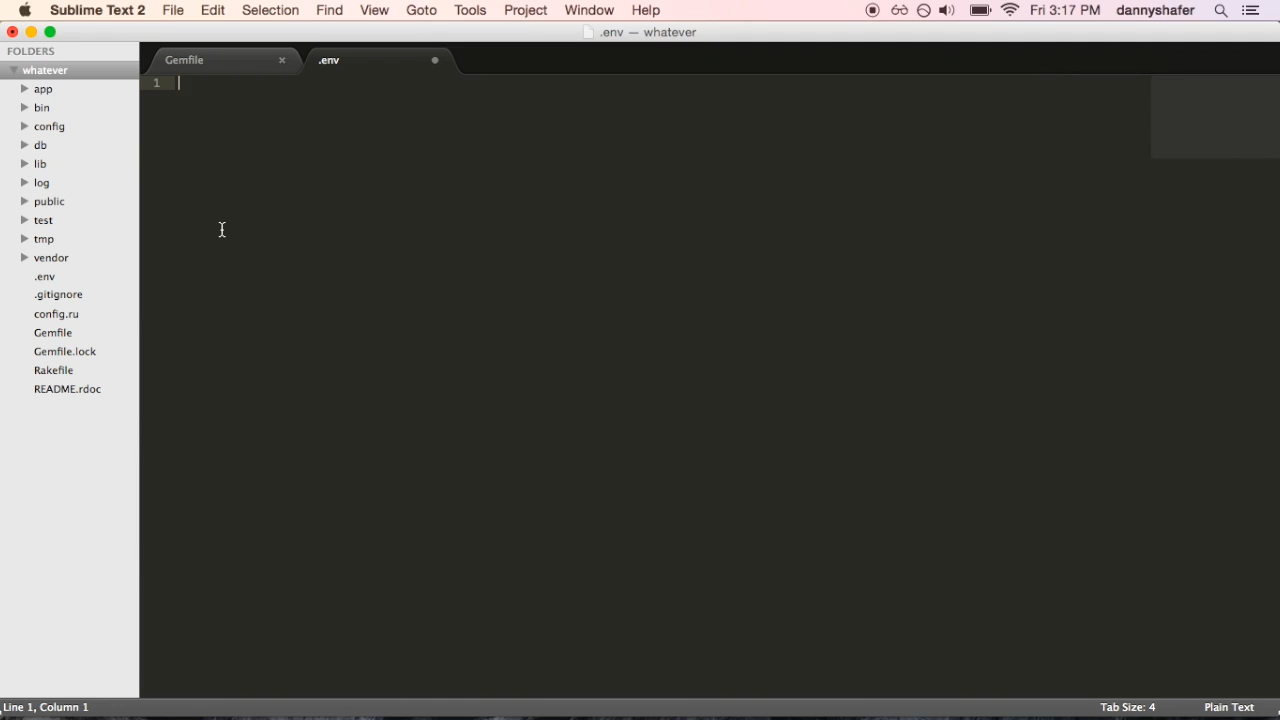 Sublime Text 2 File Edit Selection Find View Goto Tools Project Window Help Fri 3:17 PM dannyshafer
.env — whatever
FOLDERS
whatever
app
bin
config
db
lib
log
public
test
tmp
vendor
.env
.gitignore
config.ru
Gemfile
Gemfile.lock
Rakefile
README.rdoc
Gemfile .env
1
Line 1, Column 1 Tab Size: 4 Plain Text